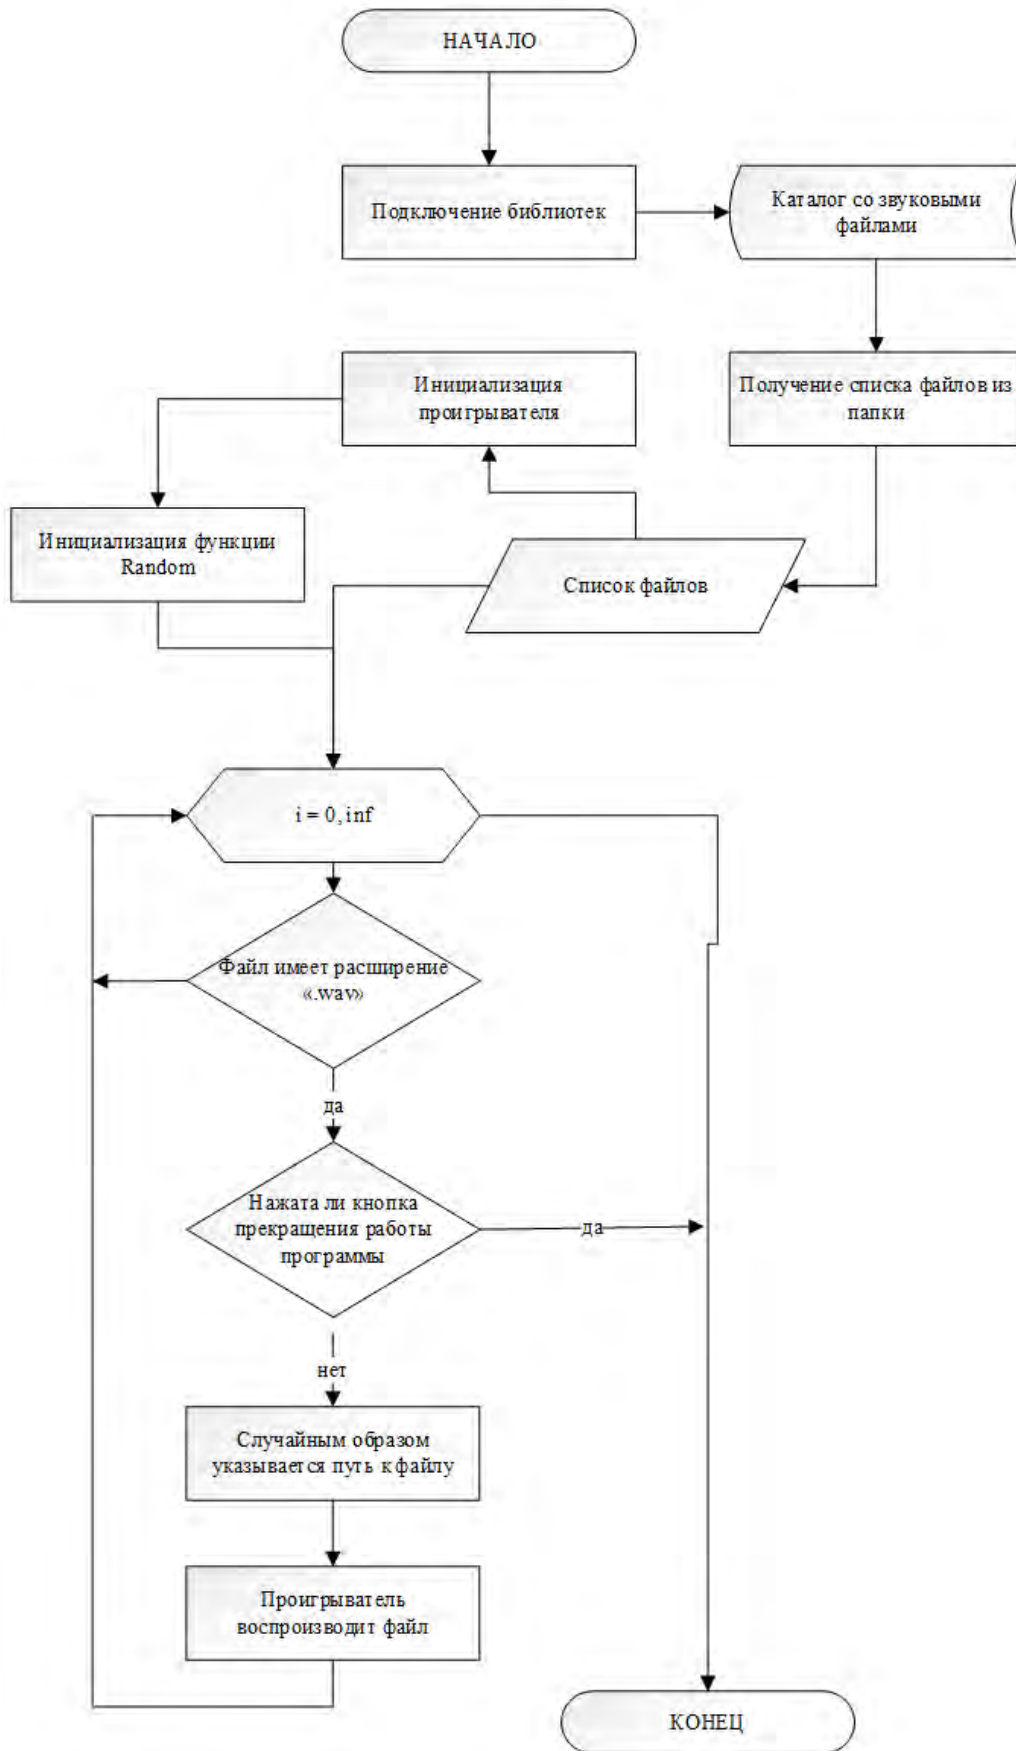 НАЧАЛО
Подключение библиотек
Каталог со звуковыми
файлами
Инициализация
проигрывателя
Получение списка файлов из
папки
Инициализация функции
Random
Список файлов
i = 0, inf
Файл имеет расширение
«.wav»
да
Нажата ли кнопка
прекращения работы
программы
да
нет
Случайным образом
указывается путь к файлу
Проигрыватель
воспроизводит файл
КОНЕЦ